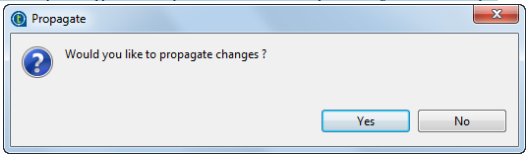 Propagate
Would you like to propagate changes ?
Yes
No